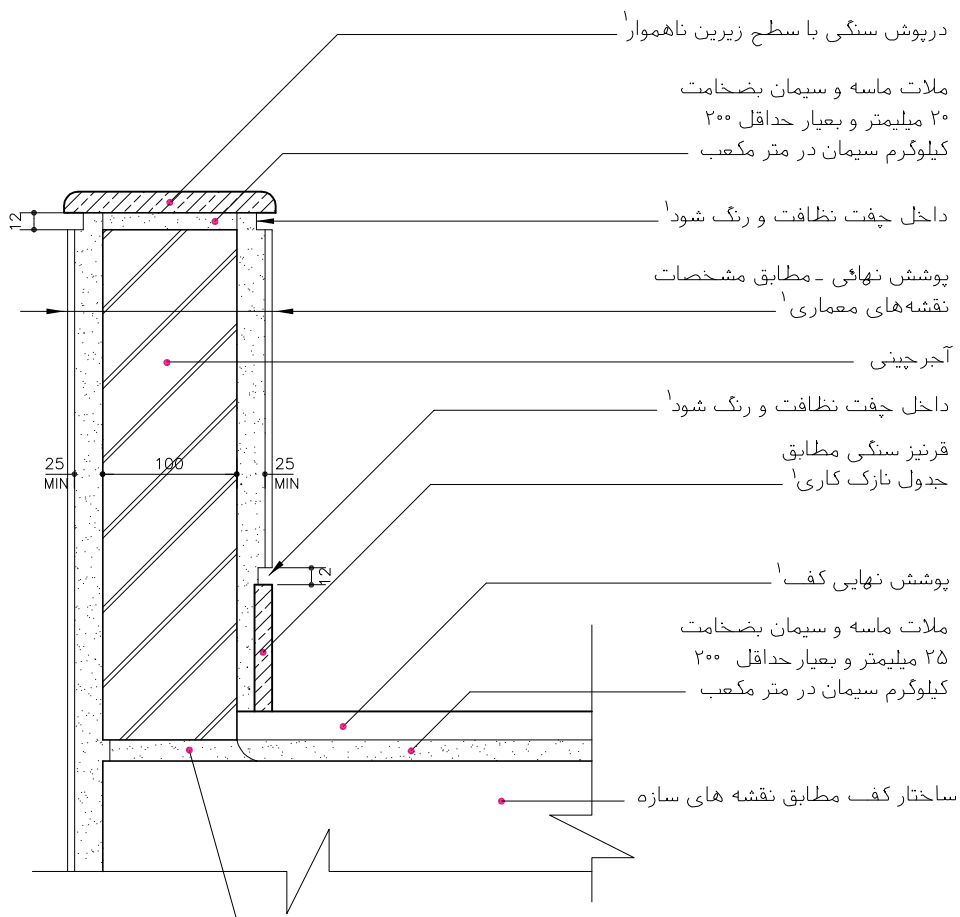 درپوش سنگی با سطح زیرین ناهموار۱
ملات ماسه و سیمان بضخامت
۲۰ میلیمتر و بعیار حداقل ۲۰۰
کیلوگرم سیمان در متر مکعب
12
داخل چفت نظافت و رنگ شود۱
پوشش نهائی - مطابق مشخصات
نقشه‌های معماری۱
آجرچینی
داخل چفت نظافت و رنگ شود۱
قرنیز سنگی مطابق
جدول نازک کاری۱
25
MIN
100
25
MIN
12
پوشش نهایی کف۱
ملات ماسه و سیمان بضخامت
۲۵ میلیمتر و بعیار حداقل ۲۰۰
کیلوگرم سیمان در متر مکعب
ساختار کف مطابق نقشه های سازه